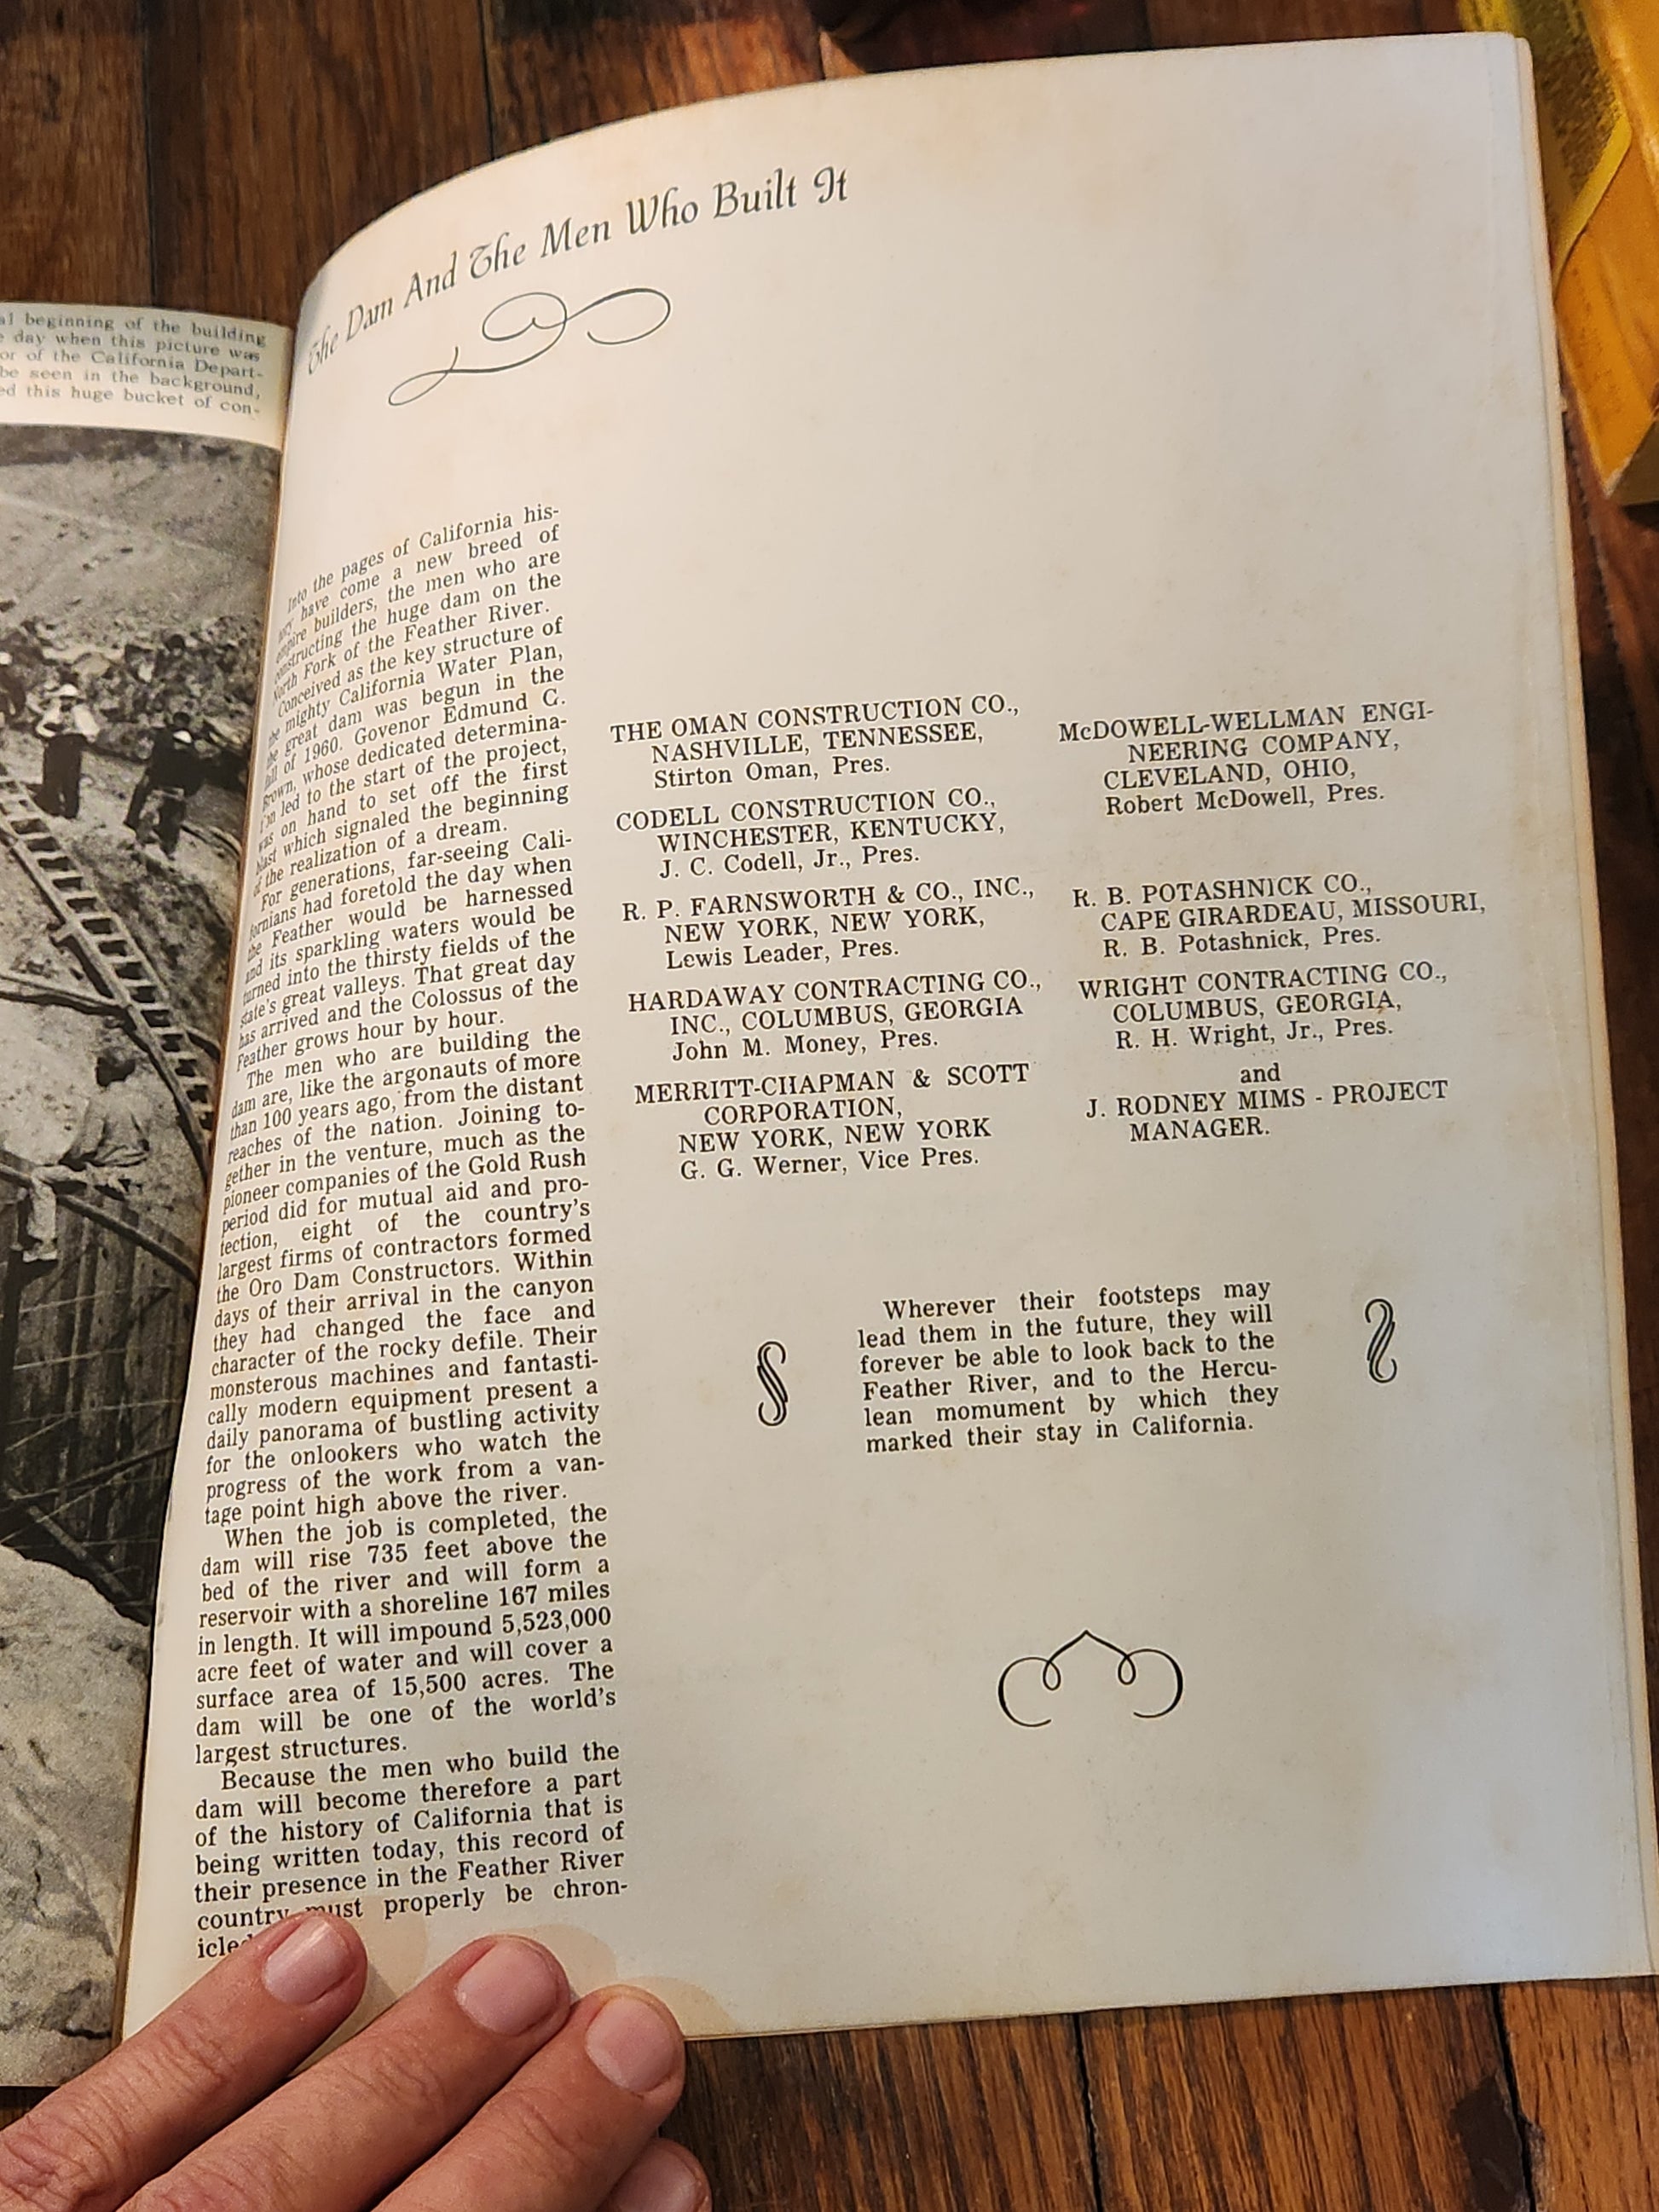 al beginning of the building
day when this picture was
or of the California Depart-
be seen in the background,
ed this huge bucket of con-
The Dam And The Men Who Built It
Into the pages of California his-
tory have come a new breed of
empire builders, the men who are
constructing the huge dam on the
North Fork of the Feather River.
Conceived as the key structure of
the mighty California Water Plan,
the great dam was begun in the
fall of 1960. Govenor Edmund G.
Brown, whose dedicated determina-
led to the start of the project,
was on hand to set off the first
blast which signaled the beginning
of the realization of a dream.
For generations, far-seeing Cali-
fornians had foretold the day when
the Feather would be harnessed
and its sparkling waters would be
turned into the thirsty fields of the
state's great valleys. That great day
has arrived and the Colossus of the
Feather grows hour by hour.
The men who are building the
dam are, like the argonauts of more
than 100 years ago, from the distant
reaches of the nation. Joining to-
gether in the venture, much as the
pioneer companies of the Gold Rush
period did for mutual aid and pro-
tection, eight of the country's
largest firms of contractors formed
the Oro Dam Constructors. Within
days of their arrival in the canyon
they had changed the face and
character of the rocky defile. Their
monsterous machines and fantasti-
cally modern equipment present a
daily panorama of bustling activity
for the onlookers who watch the
progress of the work from a van-
tage point high above the river.
When the job is completed, the
dam will rise 735 feet above the
bed of the river and will form a
reservoir with a shoreline 167 miles
in length. It will impound 5,523,000
acre feet of water and will cover a
surface area of 15,500 acres. The
dam will be one of the world's
largest structures.
Because the men who build the
dam will become therefore a part
of the history of California that is
being written today, this record of
their presence in the Feather River
country must properly be chron-
icled
THE OMAN CONSTRUCTION CO.,
NASHVILLE, TENNESSEE,
Stirton Oman, Pres.
CODELL CONSTRUCTION CO.,
WINCHESTER, KENTUCKY,
J. C. Codell, Jr., Pres.
R. P. FARNSWORTH & CO., INC.,
NEW YORK, NEW YORK,
Lewis Leader, Pres.
HARDAWAY CONTRACTING CO.,
INC., COLUMBUS, GEORGIA
John M. Money, Pres.
MERRITT-CHAPMAN & SCOTT
CORPORATION,
NEW YORK, NEW YORK
G. G. Werner, Vice Pres.
McDOWELL-WELLMAN ENGI-
NEERING COMPANY,
CLEVELAND, OHIO,
Robert McDowell, Pres.
R. B. POTASHNICK CO.,
CAPE GIRARDEAU, MISSOURI,
R. B. Potashnick, Pres.
WRIGHT CONTRACTING CO.,
COLUMBUS, GEORGIA,
R. H. Wright, Jr., Pres.
and
J. RODNEY MIMS - PROJECT
MANAGER.
Wherever their footsteps may
lead them in the future, they will
forever be able to look back to the
Feather River, and to the Hercu-
lean momument by which they
marked their stay in California.